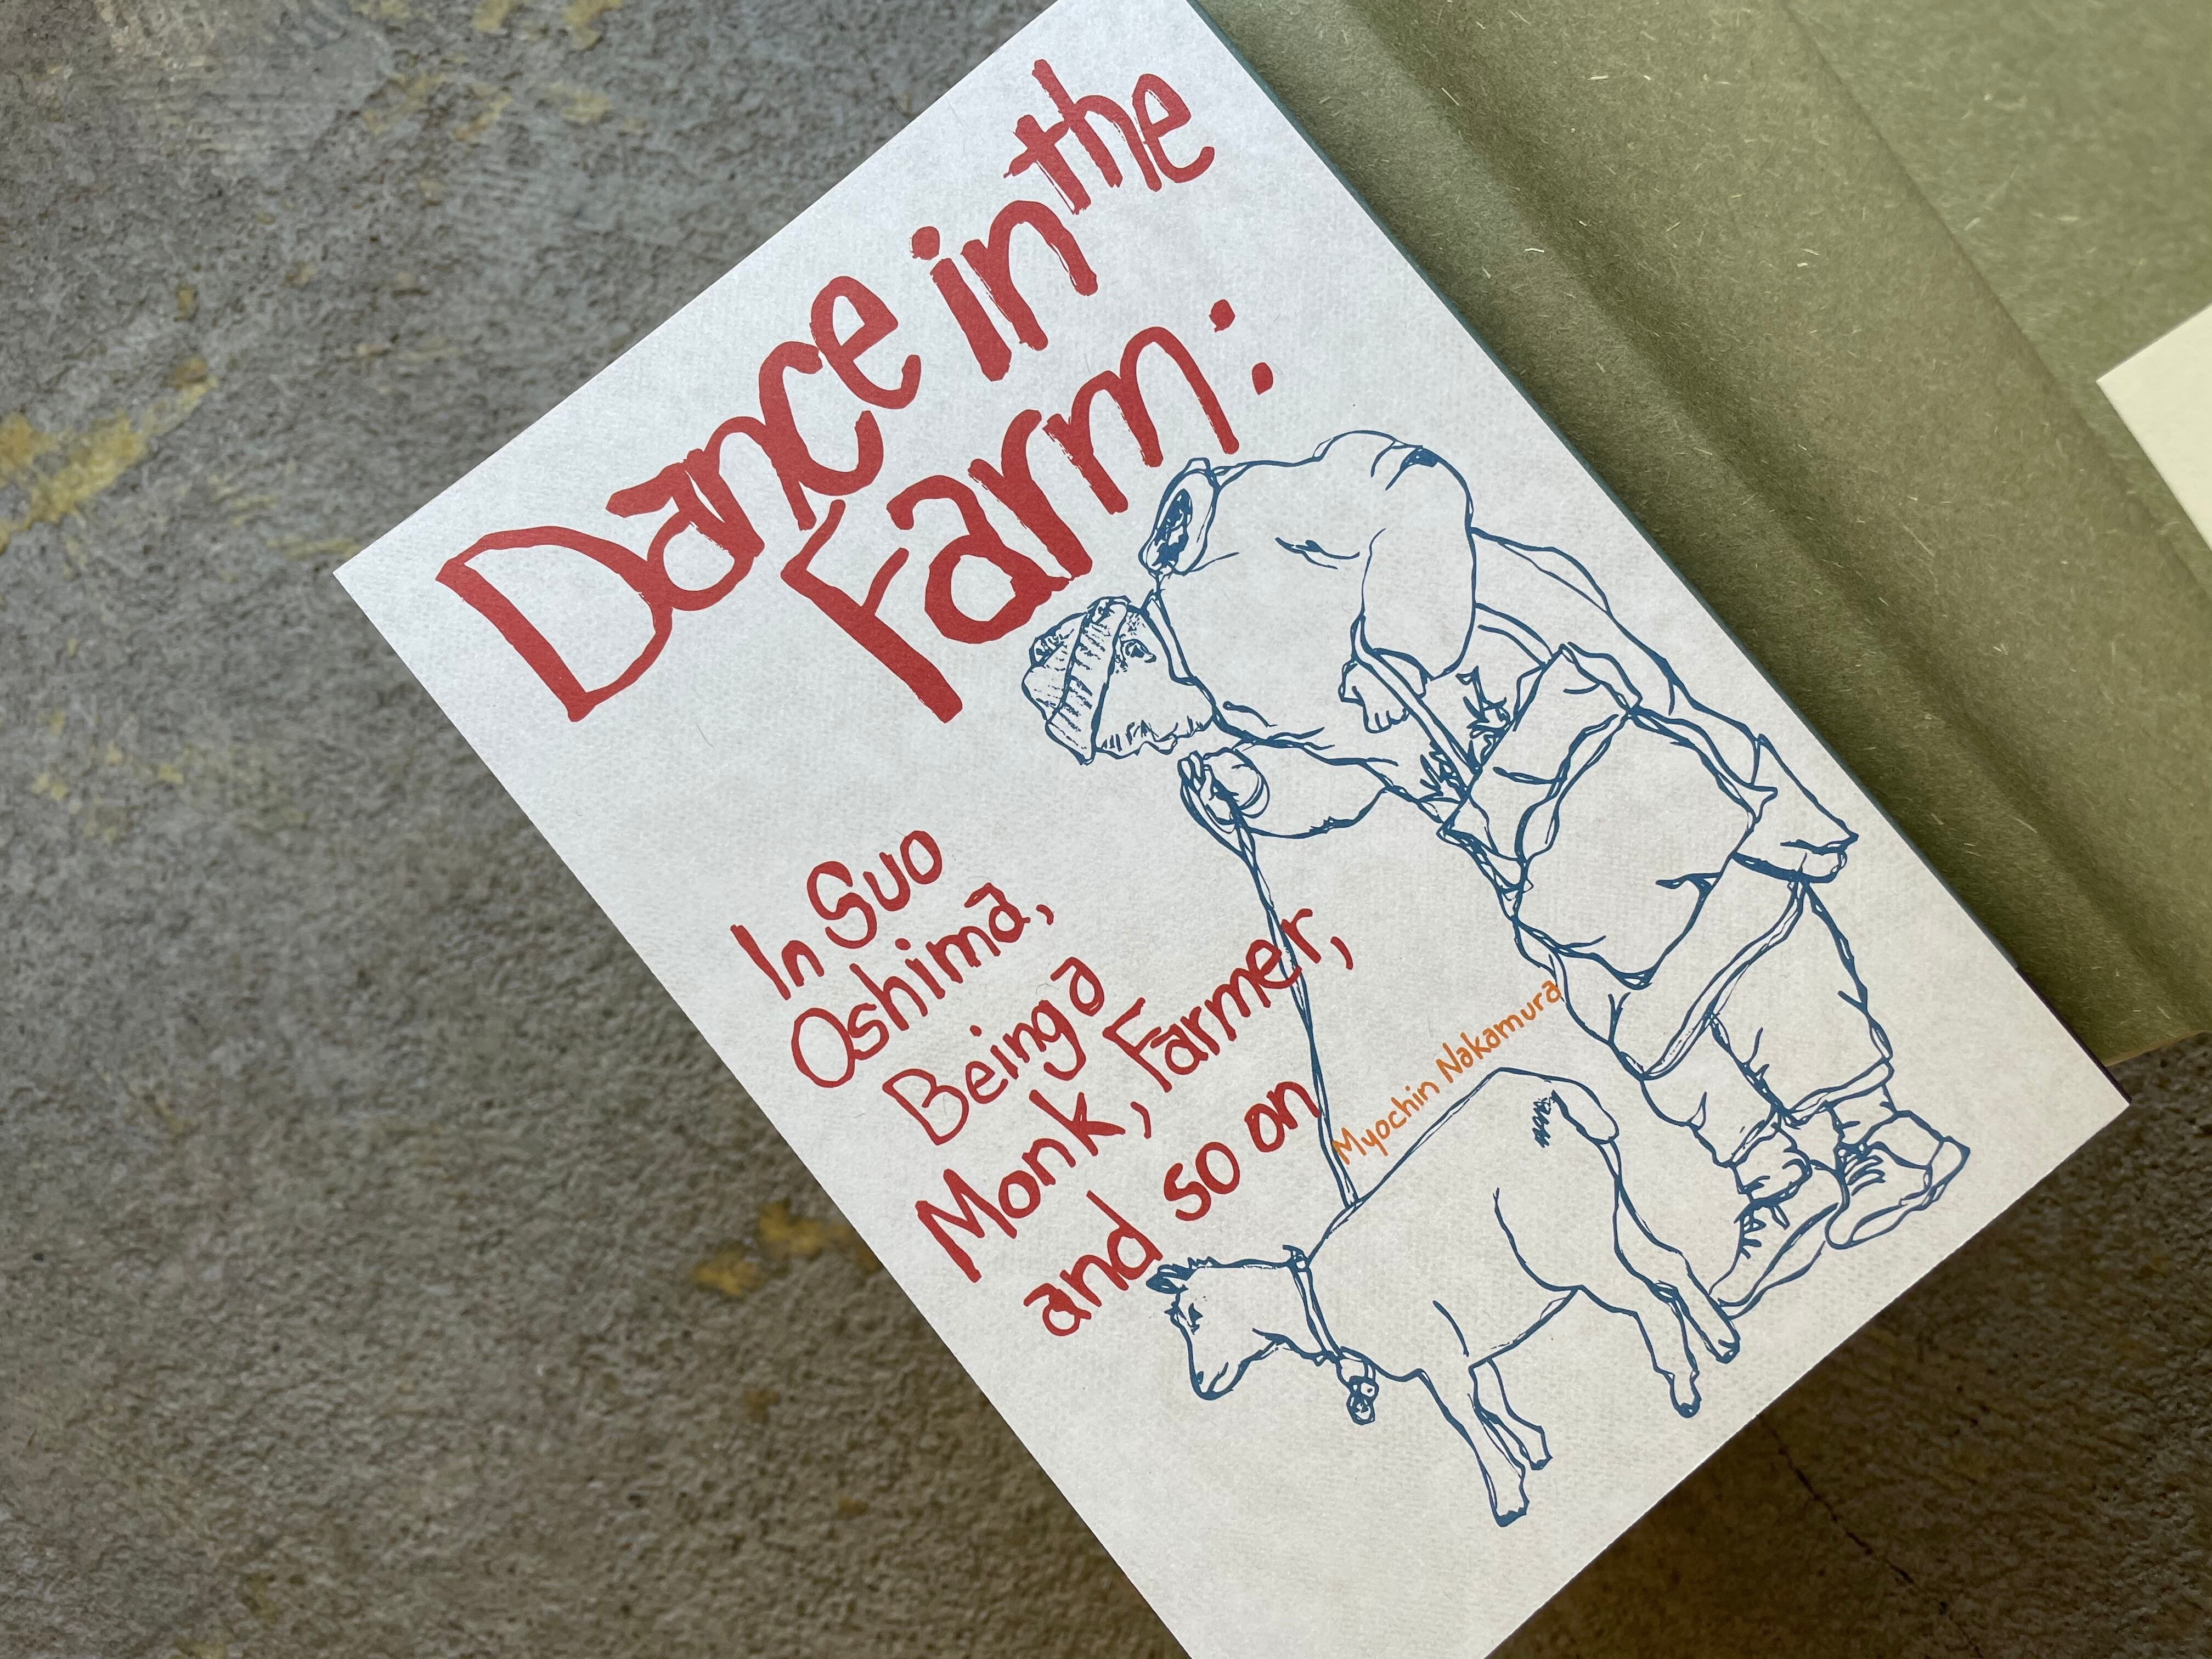 Dance in the
Farm:
In Suo
Oshima,
Being a
Monk, Farmer,
and so on
Myochin Nakamura